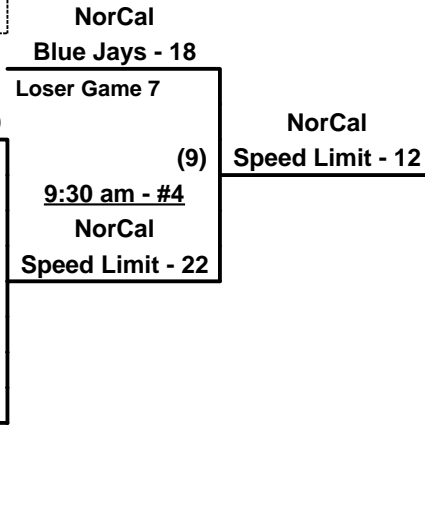 NorCal
Blue Jays - 18
Loser Game 7
NorCal
(9) Speed Limit - 12
9:30 am - #4
NorCal
Speed Limit - 22